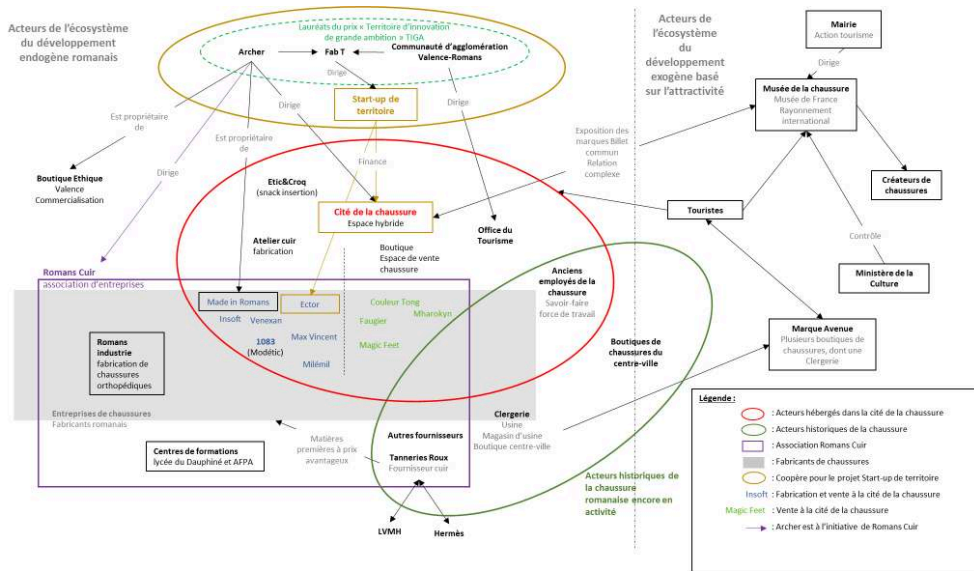 Acteurs de l'écosystème
du développement
endogène romanais
Lauréats du prix « Territoire d'innovation
de grande ambition » TIGA
Archer
Fab T
Communauté d'agglomération
Valence-Romans
Dirige
Start-up de
territoire
Dirige
Dirige
Est propriétaire
de
Est propriétaire
de
Dirige
Finance
Boutique Ethique
Valence
Commercialisation
Etic&Croq
(snack insertion)
Cité de la chaussure
Espace hybride
Office du
Tourisme
Atelier cuir
fabrication
Boutique
Espace de vente
chaussure
Romans Cuir
association d'entreprises
Anciens
employés de la
chaussure
Savoir-faire
force de travail
Made in Romans
Ector
Couleur Tong
Mharokyn
Insoft
Venexan
Faugier
1083
(Modétic)
Max Vincent
Magic Feet
Milémil
Romans
industrie
fabrication de
chaussures
orthopédiques
Boutiques de
chaussures du
centre-ville
Entreprises de chaussures
Fabricants romanais
Clergerie
Usine
Magasin d'usine
Boutique centre-ville
Centres de formations
lycée du Dauphiné et AFPA
Matières
premières à prix
avantageux
Autres fournisseurs
Tanneries Roux
Fournisseur cuir
Acteurs historiques de
la chaussure
romanaise encore en
activité
LVMH
Hermès
Acteurs de
l'écosystème
du
développement
exogène basé
sur l'attractivité
Mairie
Action tourisme
Dirige
Musée de la chaussure
Musée de France
Rayonnement
international
Exposition des
marques Billet
commun
Relation
complexe
Créateurs de
chaussures
Touristes
Contrôle
Ministère de la
Culture
Marque Avenue
Plusieurs boutiques de
chaussures, dont une
Clergerie
Légende :
: Acteurs hébergés dans la cité de la chaussure
: Acteurs historiques de la chaussure
: Association Romans Cuir
: Fabricants de chaussures
: Coopère pour le projet Start-up de territoire
Insoft : Fabrication et vente à la cité de la chaussure
Magic Feet : Vente à la cité de la chaussure
: Archer est à l'initiative de Romans Cuir